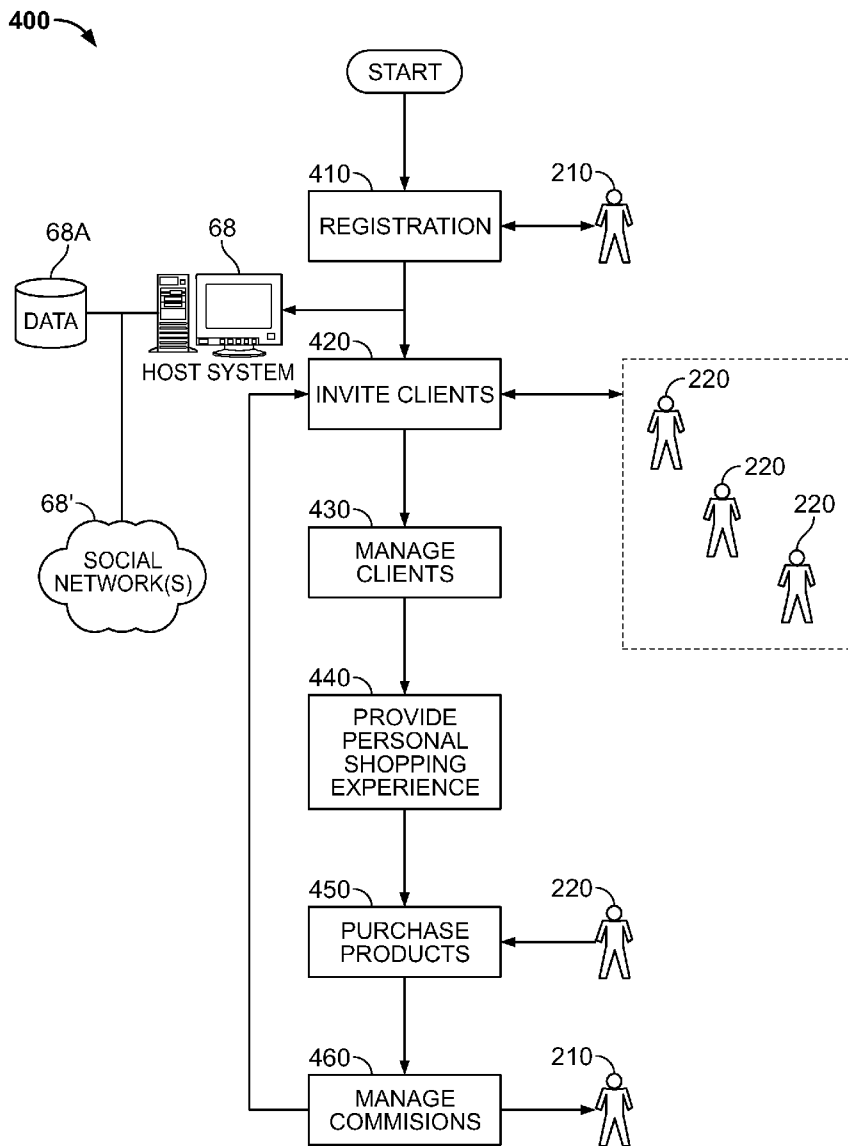 400
START
410
210
REGISTRATION
68A
68
DATA
HOST SYSTEM
420
INVITE CLIENTS
220
220
220
68'
SOCIAL
NETWORK(S)
430
MANAGE
CLIENTS
440
PROVIDE
PERSONAL
SHOPPING
EXPERIENCE
450
220
PURCHASE
PRODUCTS
460
210
MANAGE
COMMISIONS